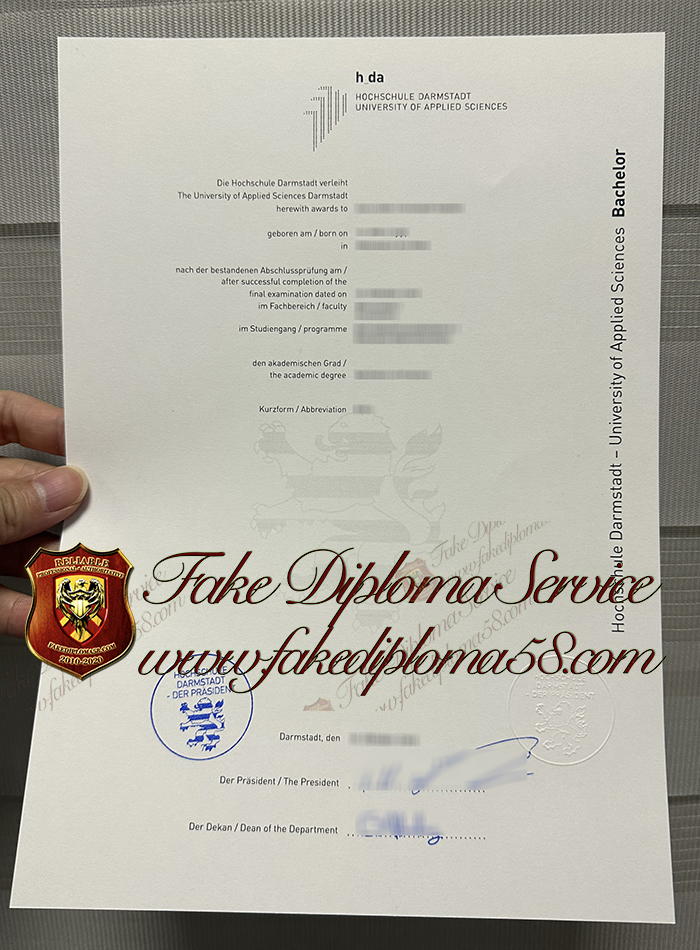 h_da
HOCHSCHULE DARMSTADT
UNIVERSITY OF APPLIED SCIENCES
Die Hochschule Darmstadt verleiht
The University of Applied Sciences Darmstadt
herewith awards to
geboren am / born on
in
nach der bestandenen Abschlussprüfung am /
after successful completion of the
final examination dated on
im Fachbereich / faculty
im Studiengang / programme
den akademischen Grad /
the academic degree
Kurzform / Abbreviation
Hochschule Darmstadt – University of Applied Sciences Bachelor
RELIABLE
PROFESSIONAL & AUTHORITATIVE
FAKEDIPLOMA58.COM
2010-2020
Fake Diploma Service
www.fakediploma58.com
HOCHSCHULE
DARMSTADT
- DER PRÄSIDENT
Darmstadt, den
Der Präsident / The President
Der Dekan / Dean of the Department